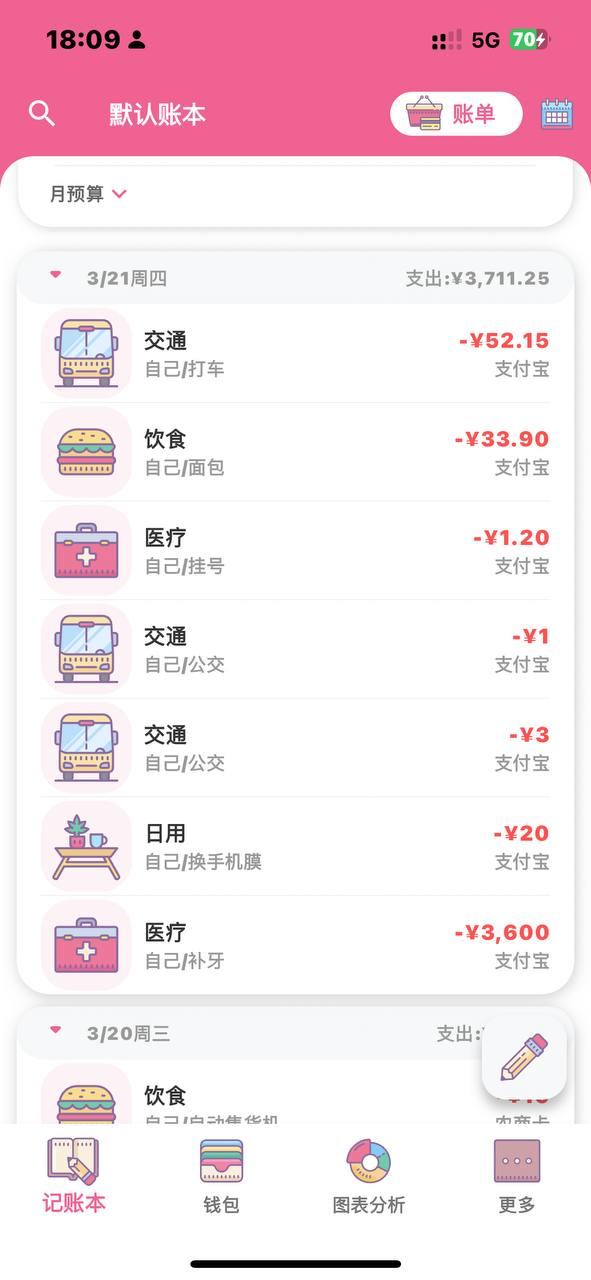 18:09
5G 70
默认账本
账单
月预算
3/21周四 支出:¥3,711.25
交通 -¥52.15
自己/打车 支付宝
饮食 -¥33.90
自己/面包 支付宝
医疗 -¥1.20
自己/挂号 支付宝
交通 -¥1
自己/公交 支付宝
交通 -¥3
自己/公交 支付宝
日用 -¥20
自己/换手机膜 支付宝
医疗 -¥3,600
自己/补牙 支付宝
3/20周三 支出:
饮食
自己/自动售货机 农商卡
记账本 钱包 图表分析 更多